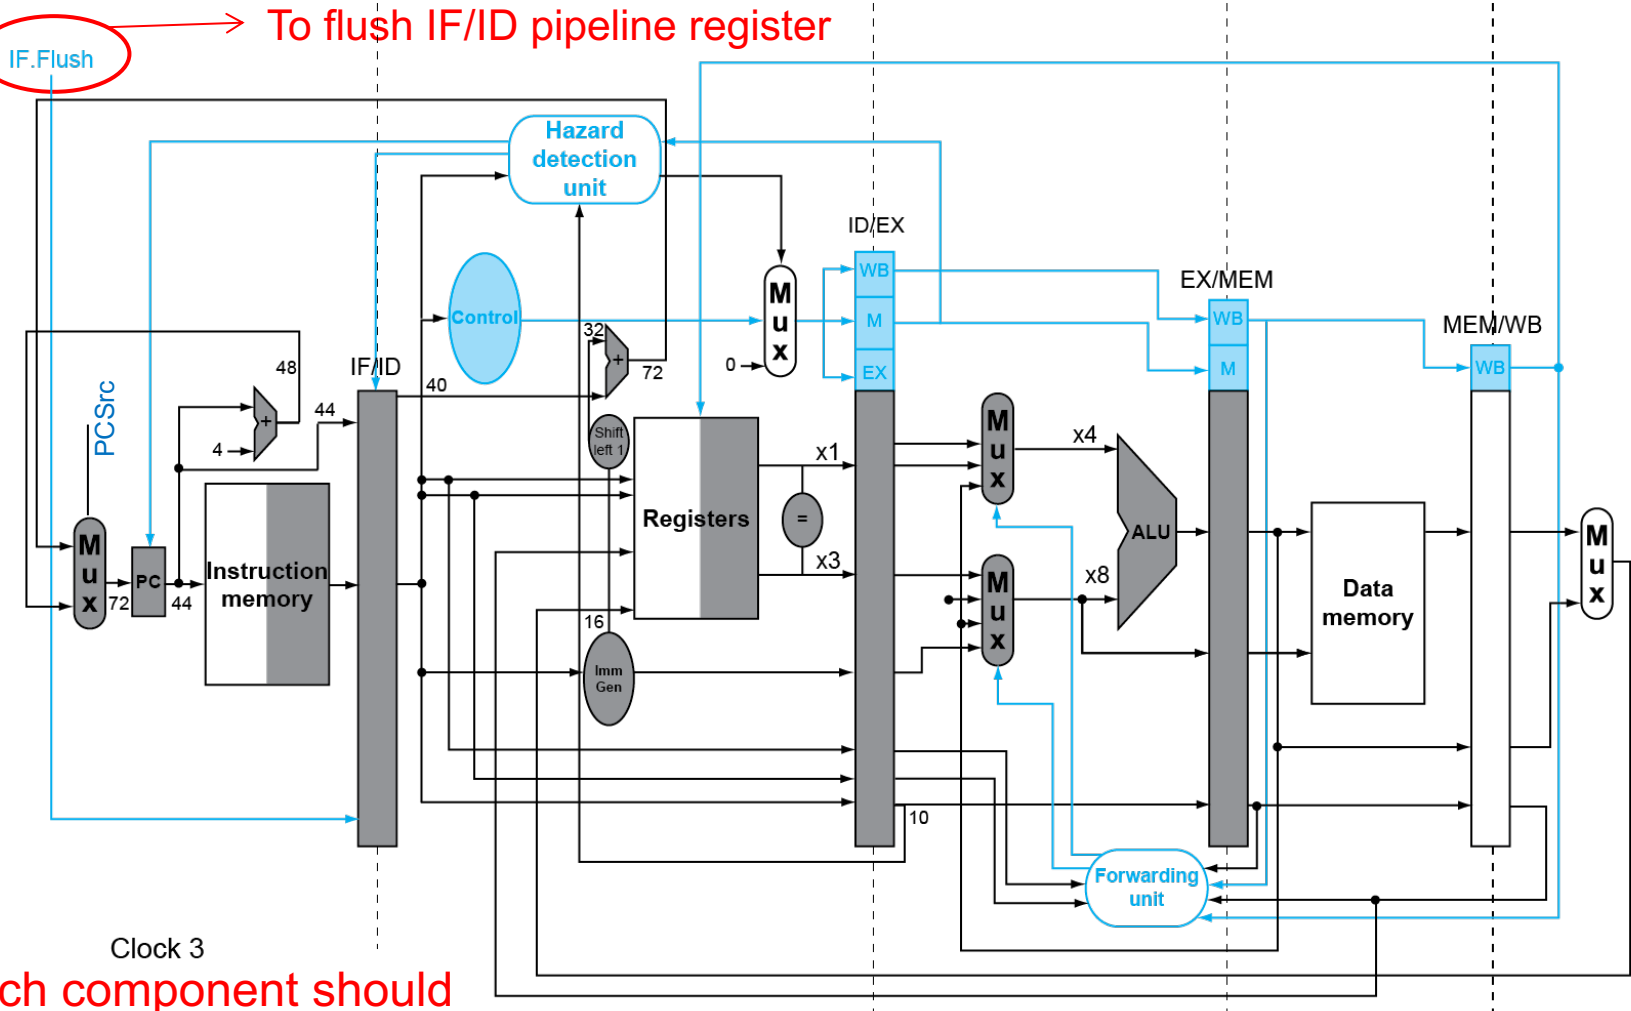 To flush IF/ID pipeline register
IF.Flush
Hazard
detection
unit
ID/EX
WB
M
EX
EX/MEM
WB
M
MEM/WB
WB
Control
Mux
0
32
+
72
IF/ID
40
48
PCSrc
44
+
4
Shift
left 1
Registers
x1
=
x3
Mux
x4
ALU
x8
Mux
Mux
72
PC
44
Instruction
memory
16
Imm
Gen
Data
memory
Mux
10
Forwarding
unit
Clock 3
ch component should